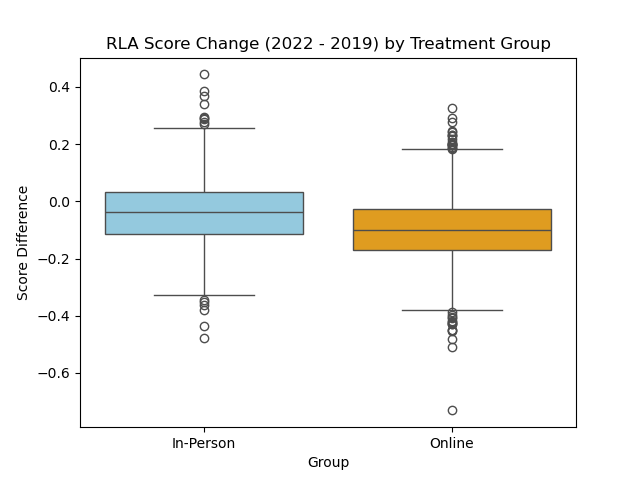 RLA Score Change (2022 - 2019) by Treatment Group
0.4
0.2
0.0
−0.2
−0.4
−0.6
Score Difference
In-Person
Online
Group